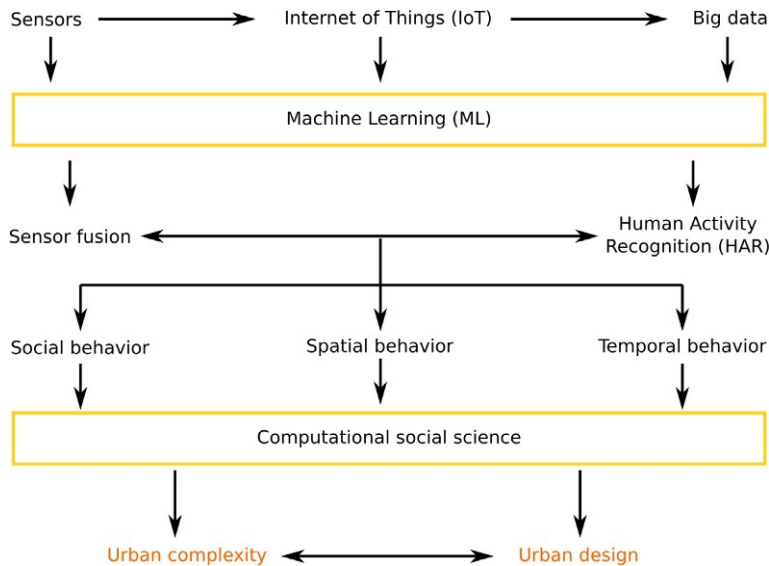 Sensors
Internet of Things (IoT)
Big data
Machine Learning (ML)
Sensor fusion
Human Activity
Recognition (HAR)
Social behavior
Spatial behavior
Temporal behavior
Computational social science
Urban complexity
Urban design